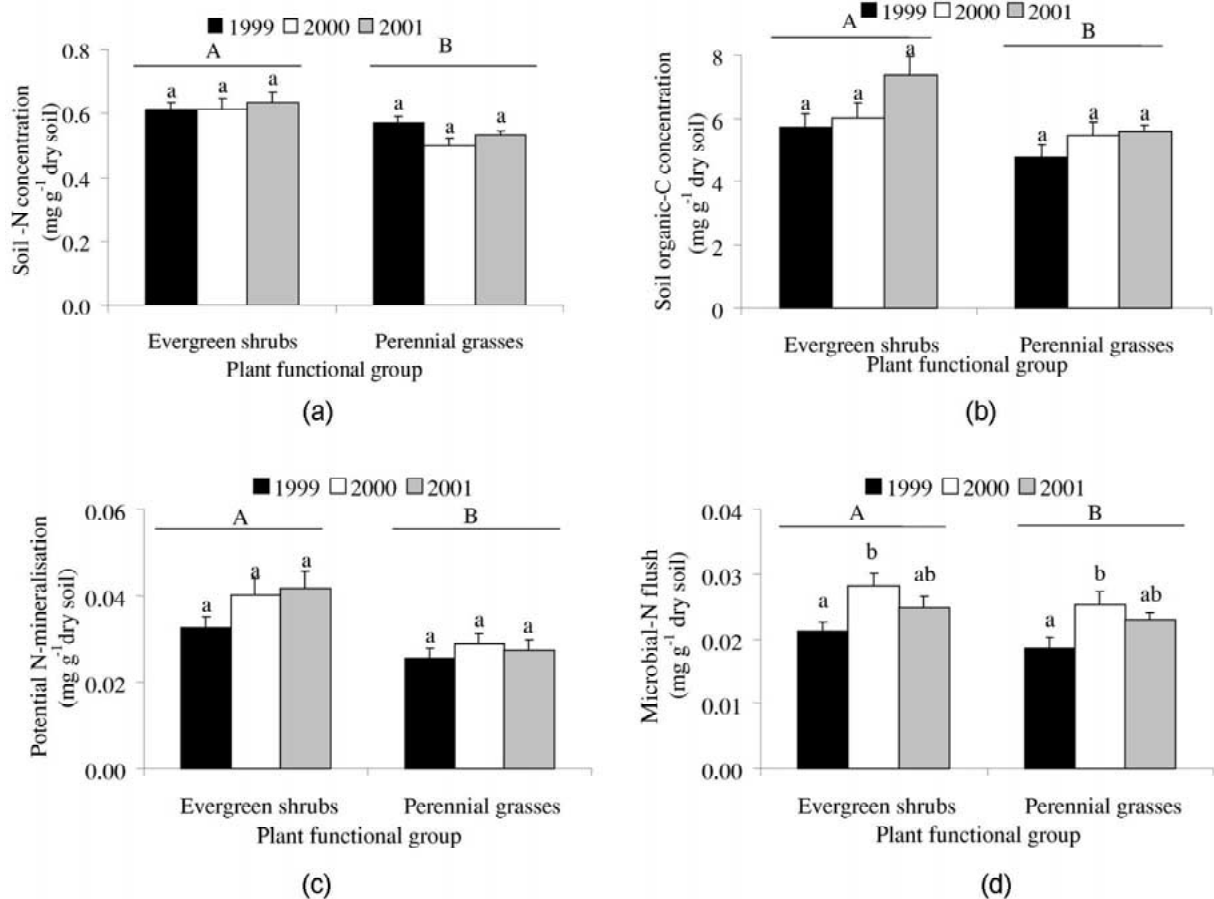 1999 2000 2001
A B
0.8
0.6
0.4
0.2
0.0
Soil -N concentration
(mg g-1 dry soil)
a a a a a a
Evergreen shrubs Perennial grasses
Plant functional group
(a)
1999 2000 2001
A B
8
6
4
2
0
Soil organic-C concentration
(mg g-1 dry soil)
a a a a a a
Evergreen shrubs Perennial grasses
Plant functional group
(b)
1999 2000 2001
A B
0.06
0.04
0.02
0.00
Potential N-mineralisation
(mg g-1 dry soil)
a a a a a a
Evergreen shrubs Perennial grasses
Plant functional group
(c)
1999 2000 2001
A B
0.04
0.03
0.02
0.01
0.00
Microbial-N flush
(mg g-1 dry soil)
a b ab a b ab
Evergreen shrubs Perennial grasses
Plant functional group
(d)